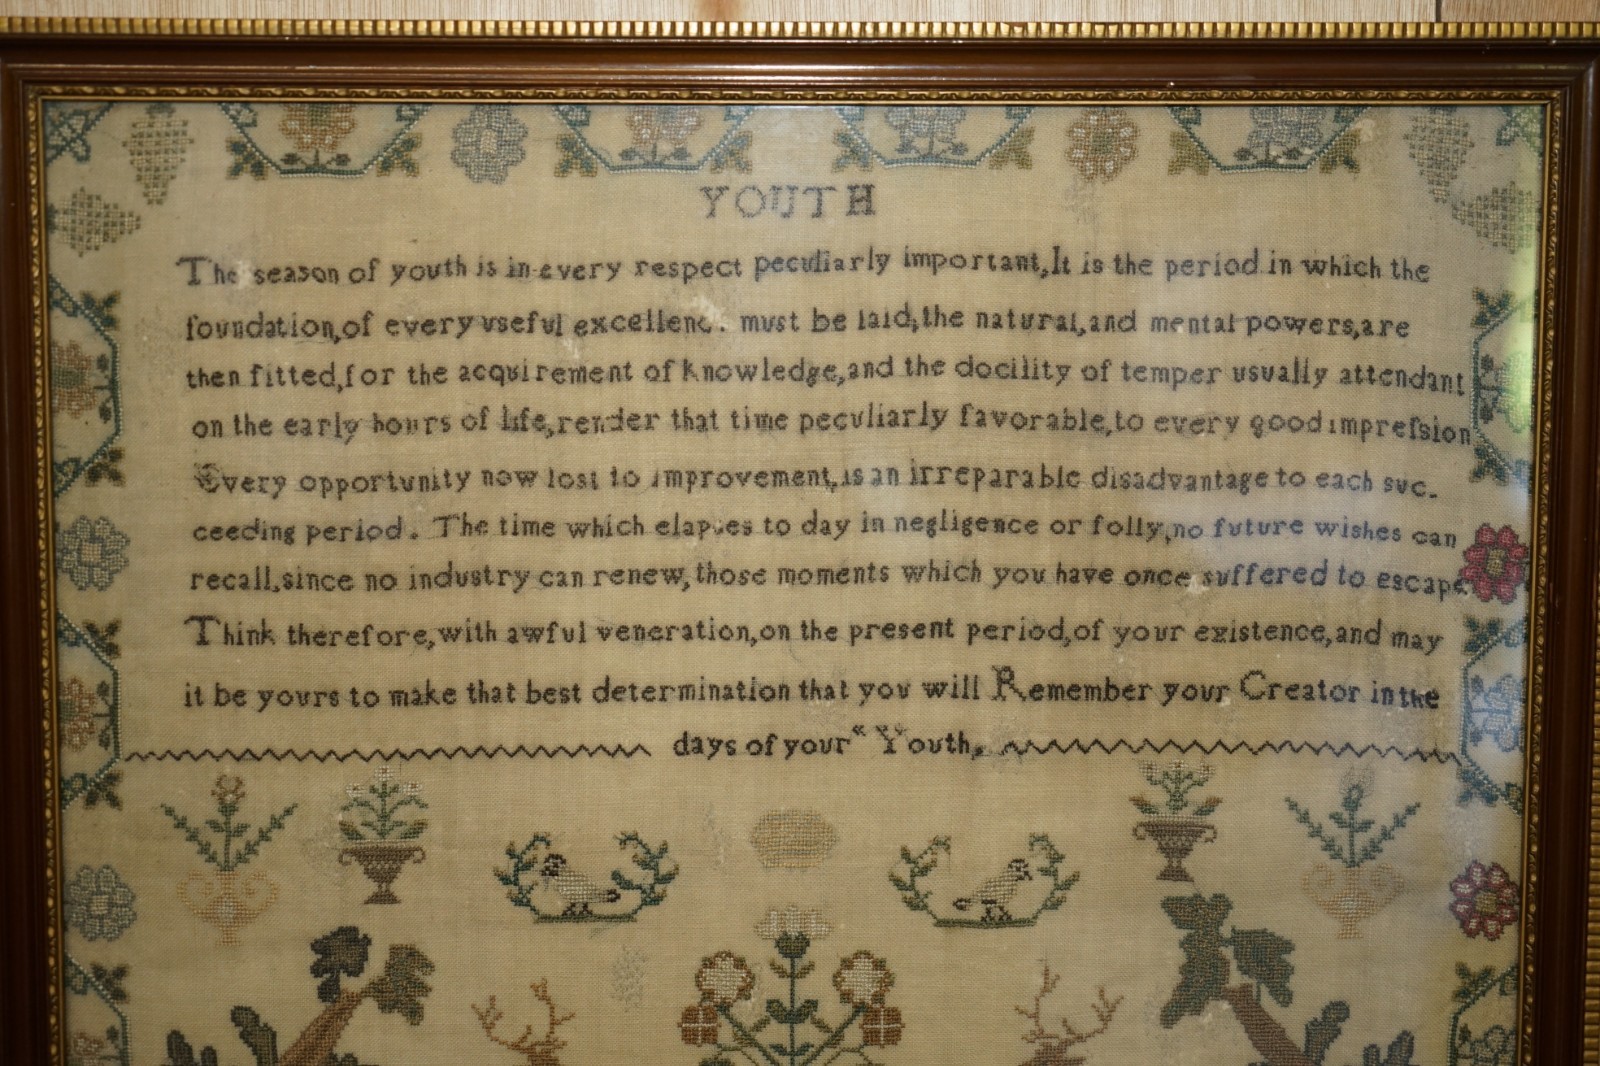 YOUTH
The season of youth is in every respect peculiarly important, It is the period in which the
foundation, of every useful excellenc. must be laid, the natural, and mental powers, are
then fitted, for the acquirement of knowledge, and the docility of temper usually attendant
on the early hours of life, render that time peculiarly favorable, to every good impreſsion
Every opportunity now lost to improvement, is an irreparable disadvantage to each suc-
ceeding period. The time which elapses to day in negligence or folly, no future wishes can
recall, since no industry can renew, those moments which you have once suffered to escape
Think therefore, with awful veneration, on the present period, of your existence, and may
it be yours to make that best determination that you will Remember your Creator in the
days of your" Youth.